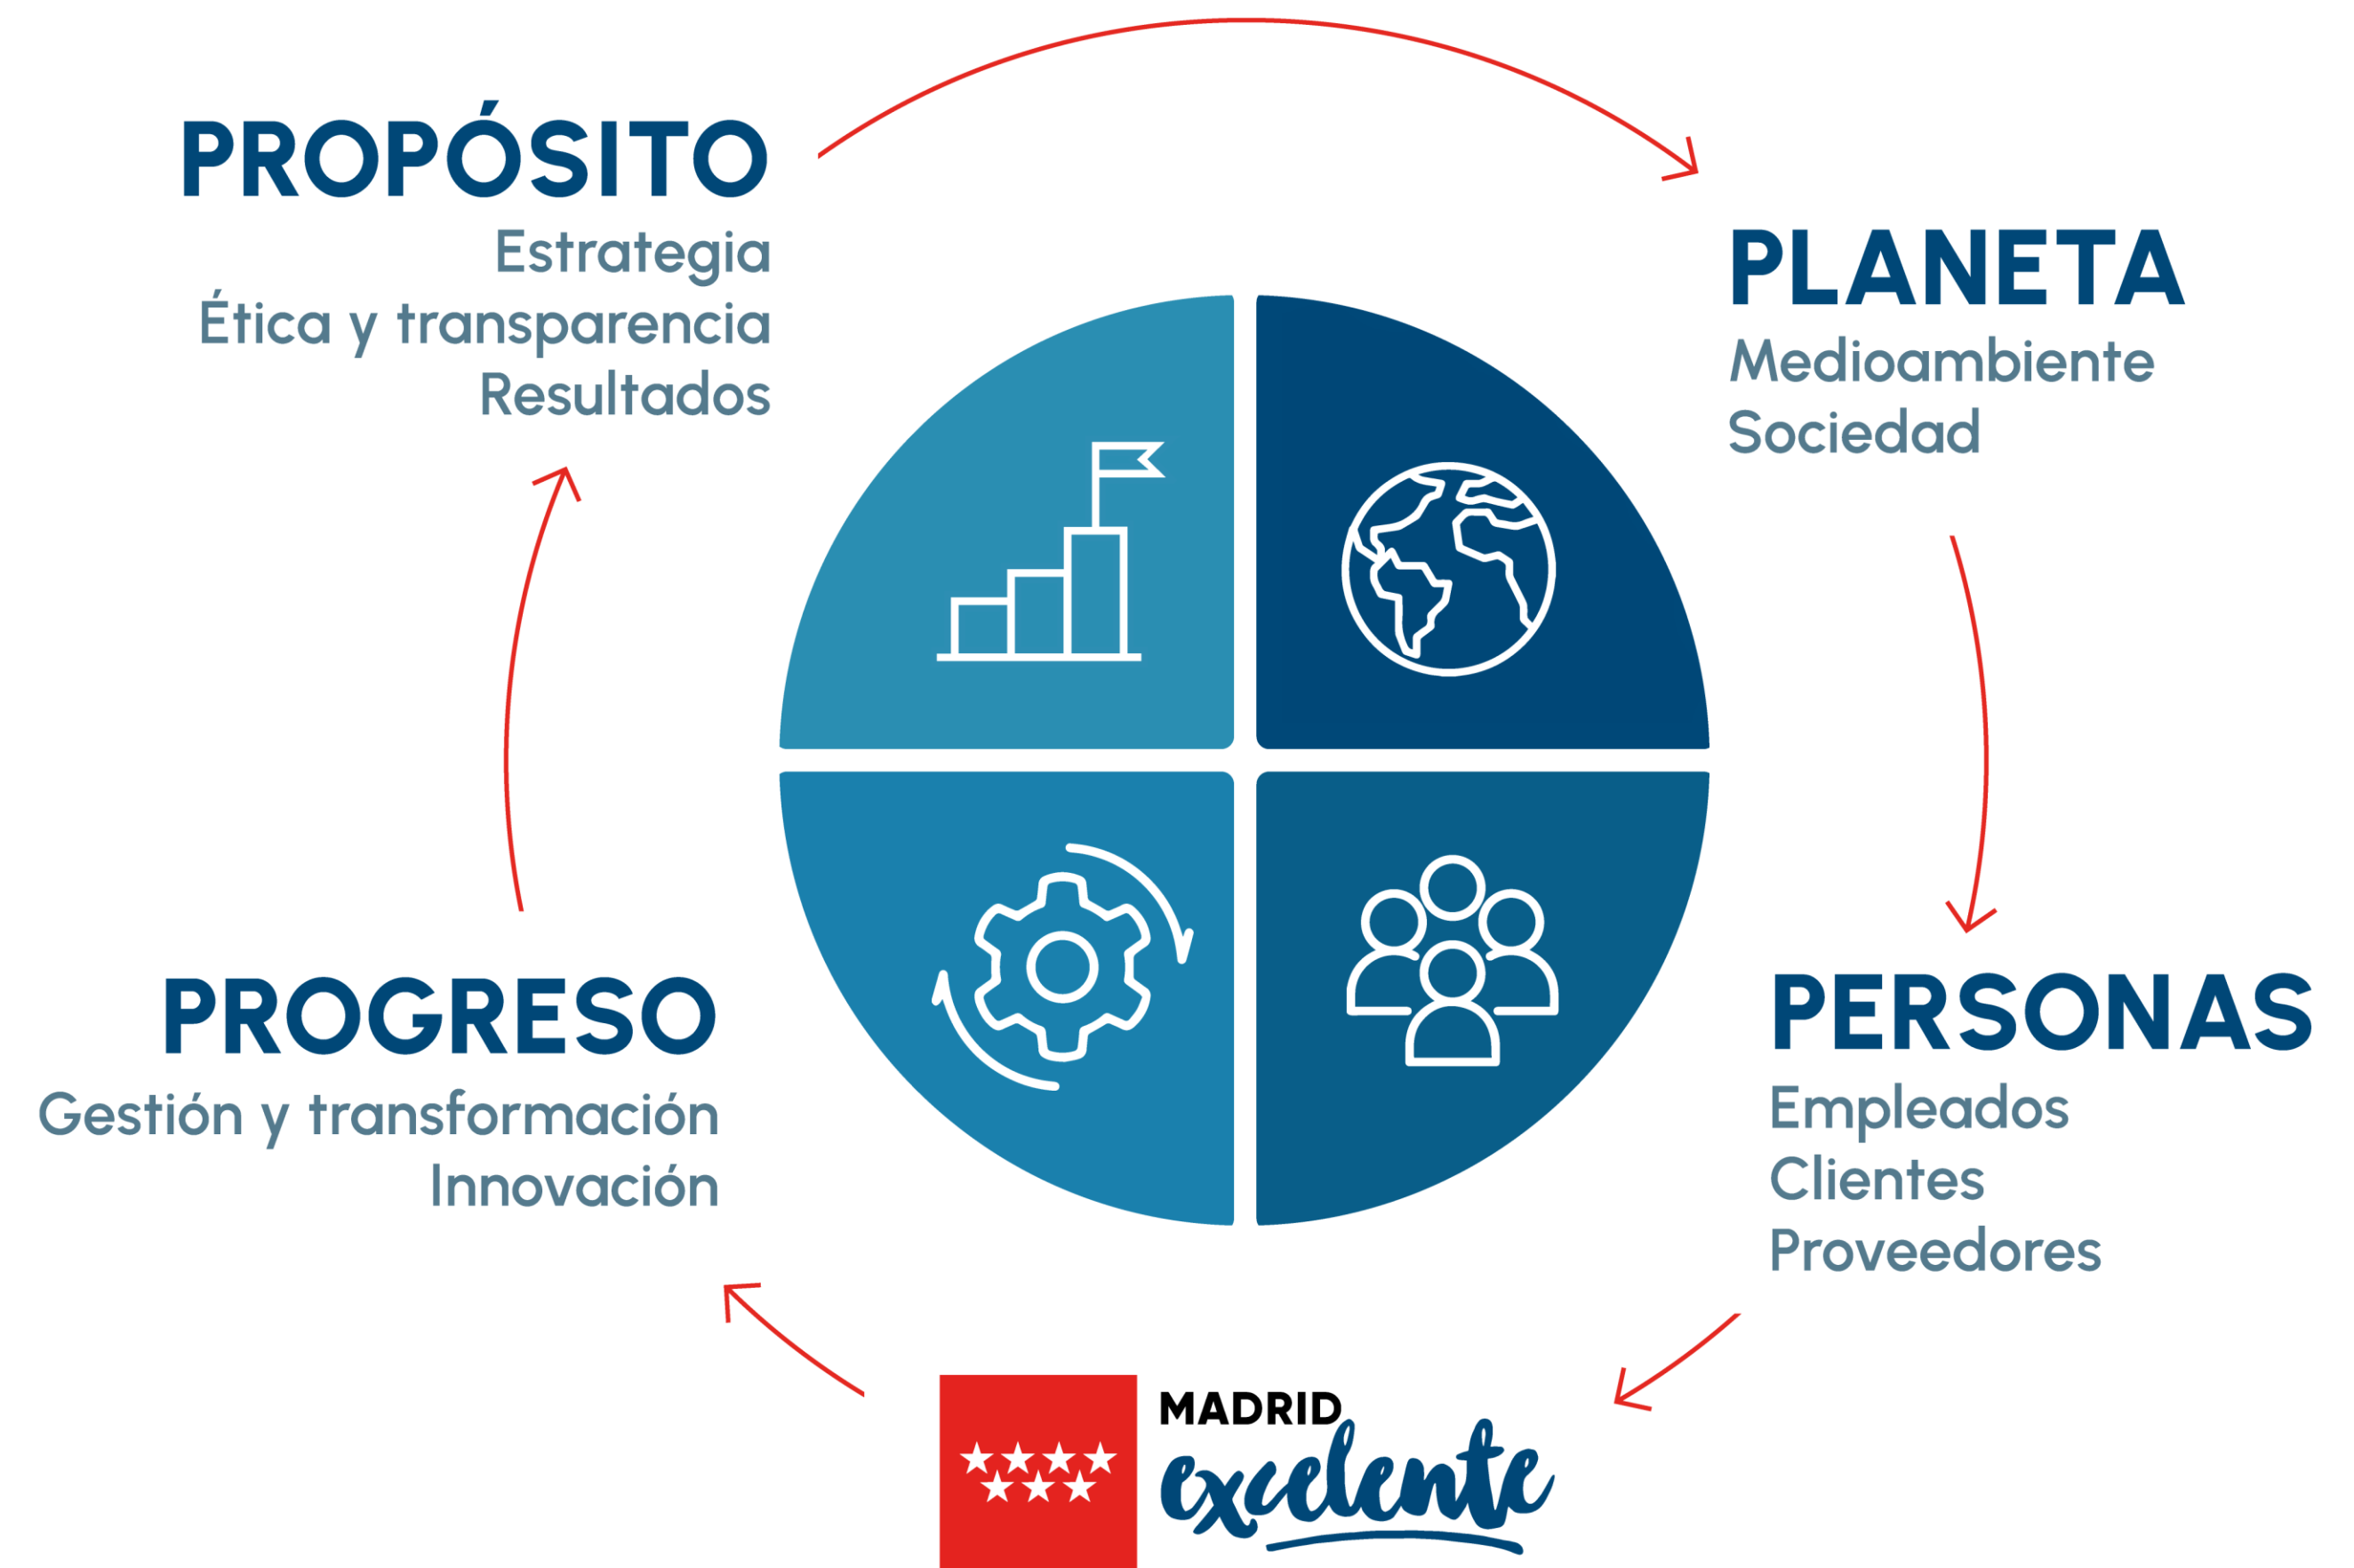 PROPÓSITO
Estrategia
Ética y transparencia
Resultados
PLANETA
Medioambiente
Sociedad
PERSONAS
Empleados
Clientes
Proveedores
PROGRESO
Gestión y transformación
Innovación
MADRID
excelente